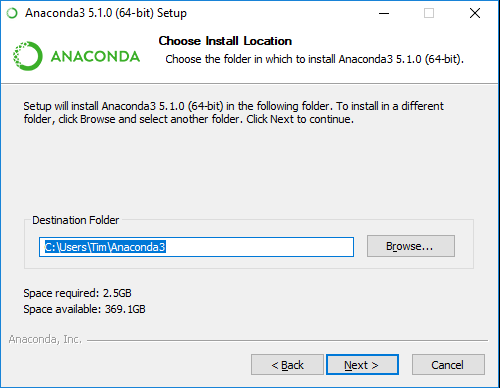 Anaconda3 5.1.0 (64-bit) Setup
ANACONDA
Choose Install Location
Choose the folder in which to install Anaconda3 5.1.0 (64-bit).
Setup will install Anaconda3 5.1.0 (64-bit) in the following folder. To install in a different
folder, click Browse and select another folder. Click Next to continue.
Destination Folder
C:\Users\Tim\Anaconda3
Browse...
Space required: 2.5GB
Space available: 369.1GB
Anaconda, Inc.
< Back
Next >
Cancel